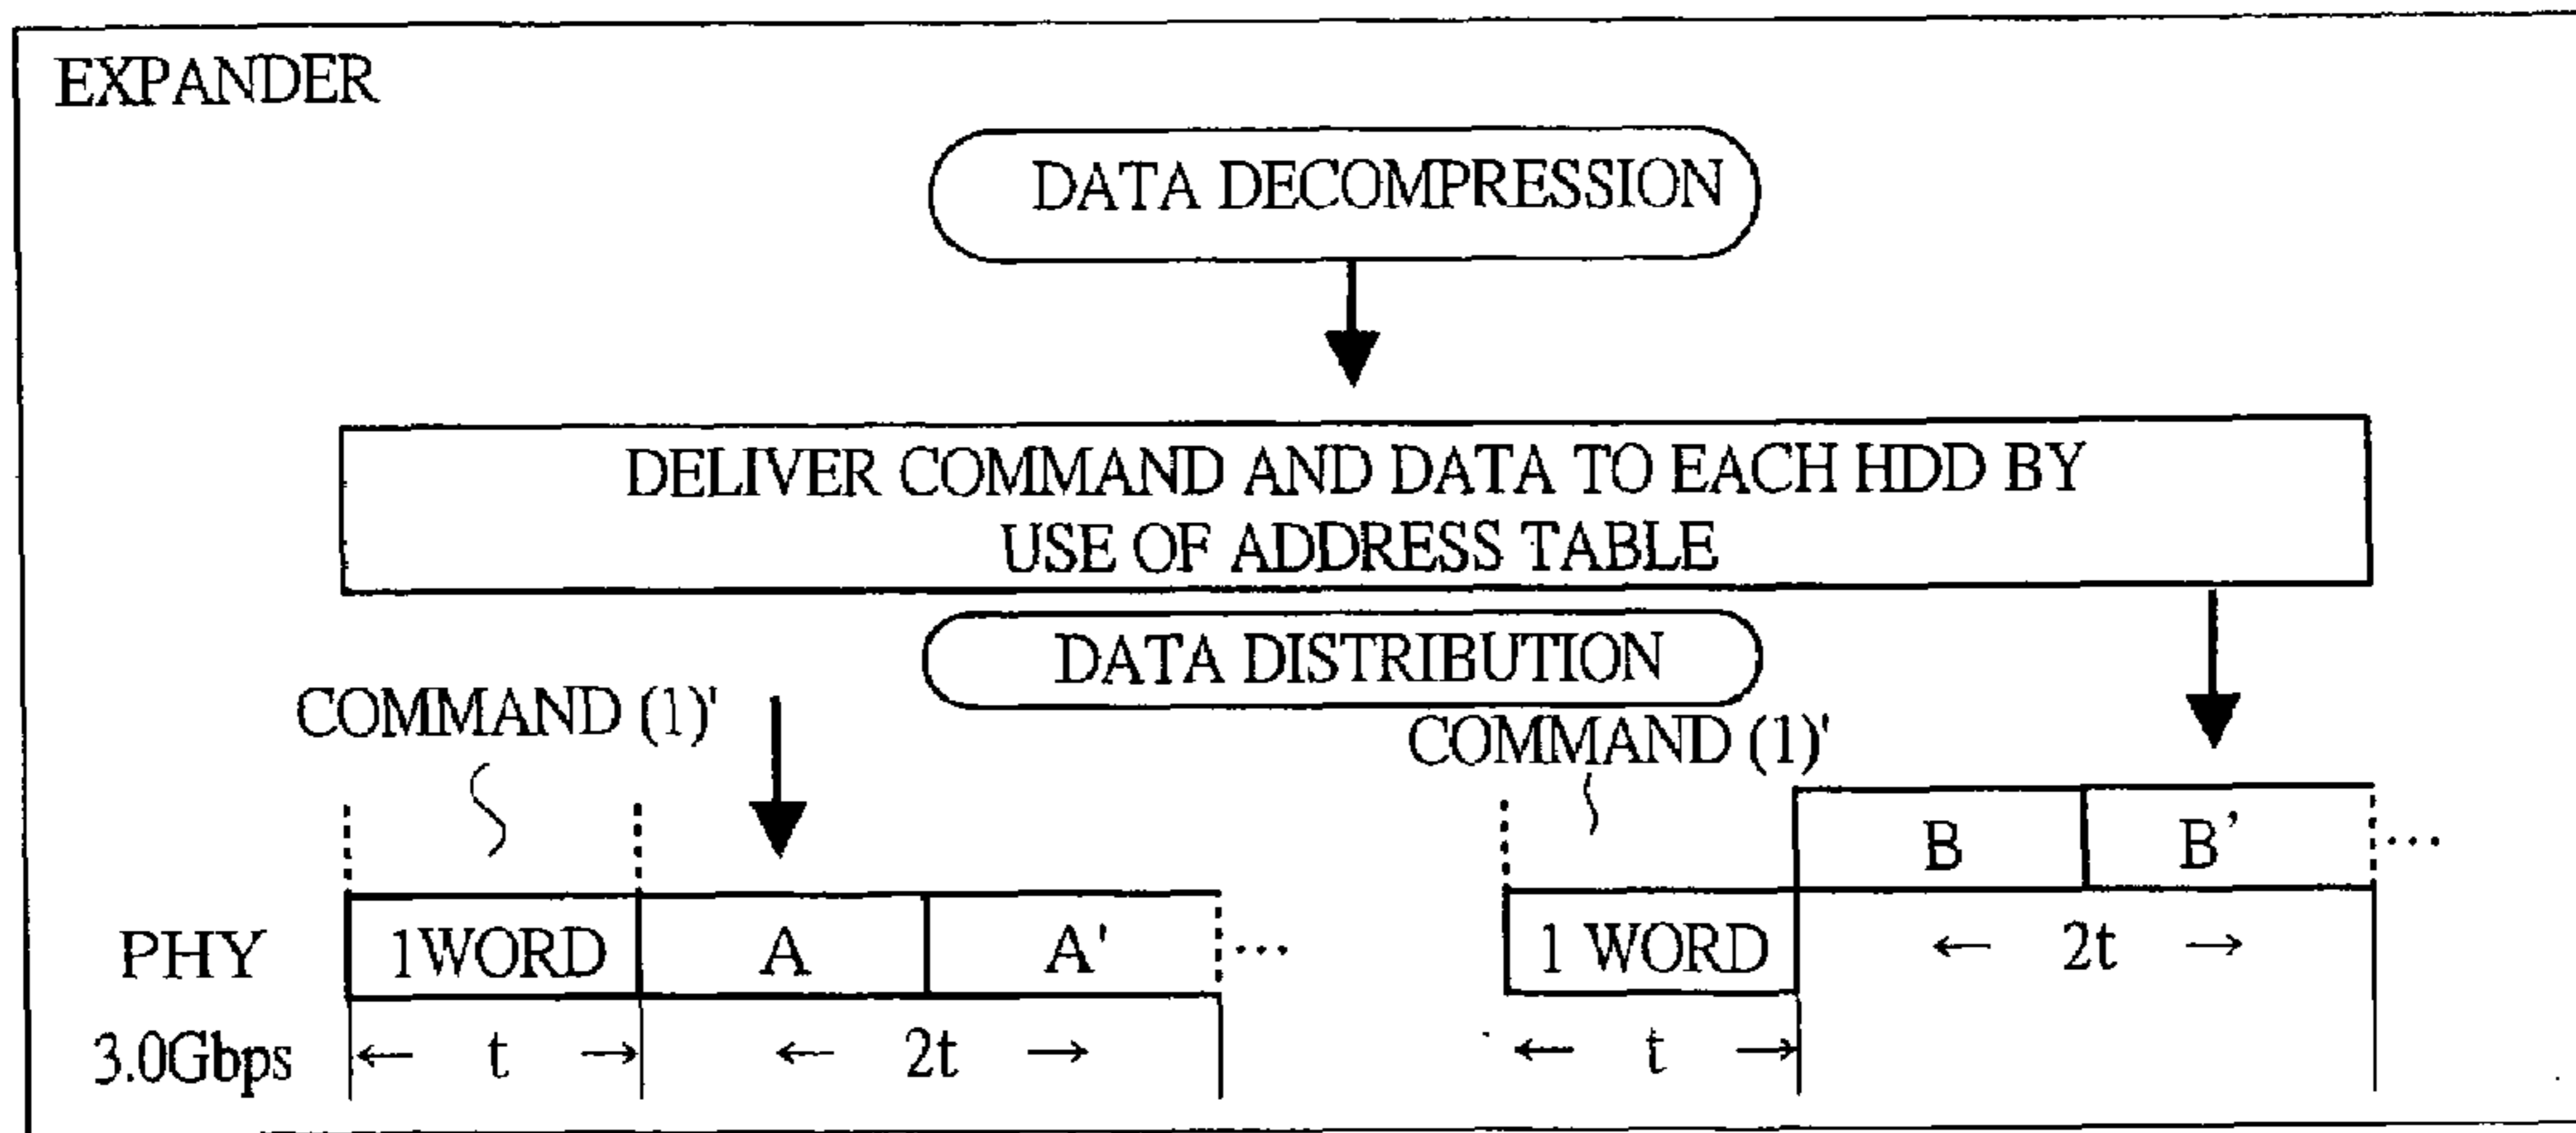 EXPANDER
DATA DECOMPRESSION
DELIVER COMMAND AND DATA TO EACH HDD BY
USE OF ADDRESS TABLE
DATA DISTRIBUTION
COMMAND (1)'
COMMAND (1)'
B B’ ...
PHY 1WORD A A' ... 1 WORD ← 2t →
3.0Gbps ← t → ← 2t → ← t →